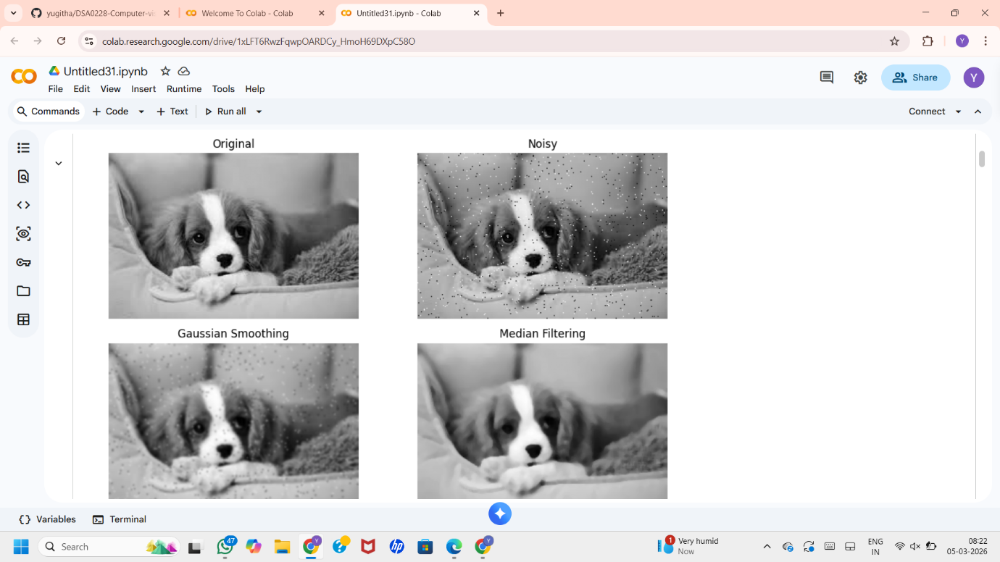 yugitha/DSA0228-Computer-vis
Welcome To Colab - Colab
Untitled31.ipynb - Colab
colab.research.google.com/drive/1xLFT6RwzFqwpOARDCy_HmoH69DXpC58O
Y
Untitled31.ipynb
Share
Y
File Edit View Insert Runtime Tools Help
Commands + Code + Text Run all
Connect
Original
Noisy
Gaussian Smoothing
Median Filtering
Variables
Terminal
Search
47
Y
hp
Y
1
Very humid
Now
ENG
IN
08:22
05-03-2026